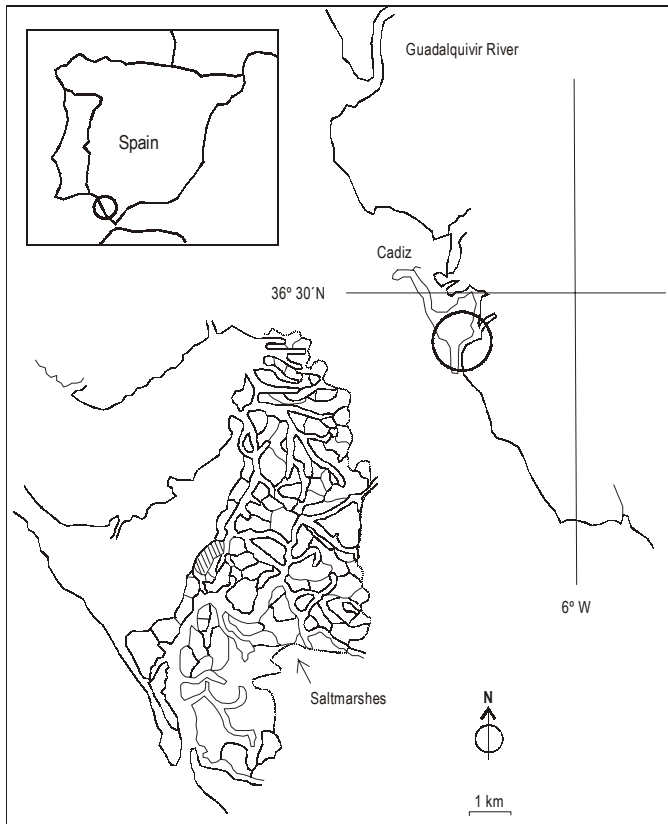 Guadalquivir River
Spain
Cadiz
36º 30´N
6º W
Saltmarshes
N
1 km